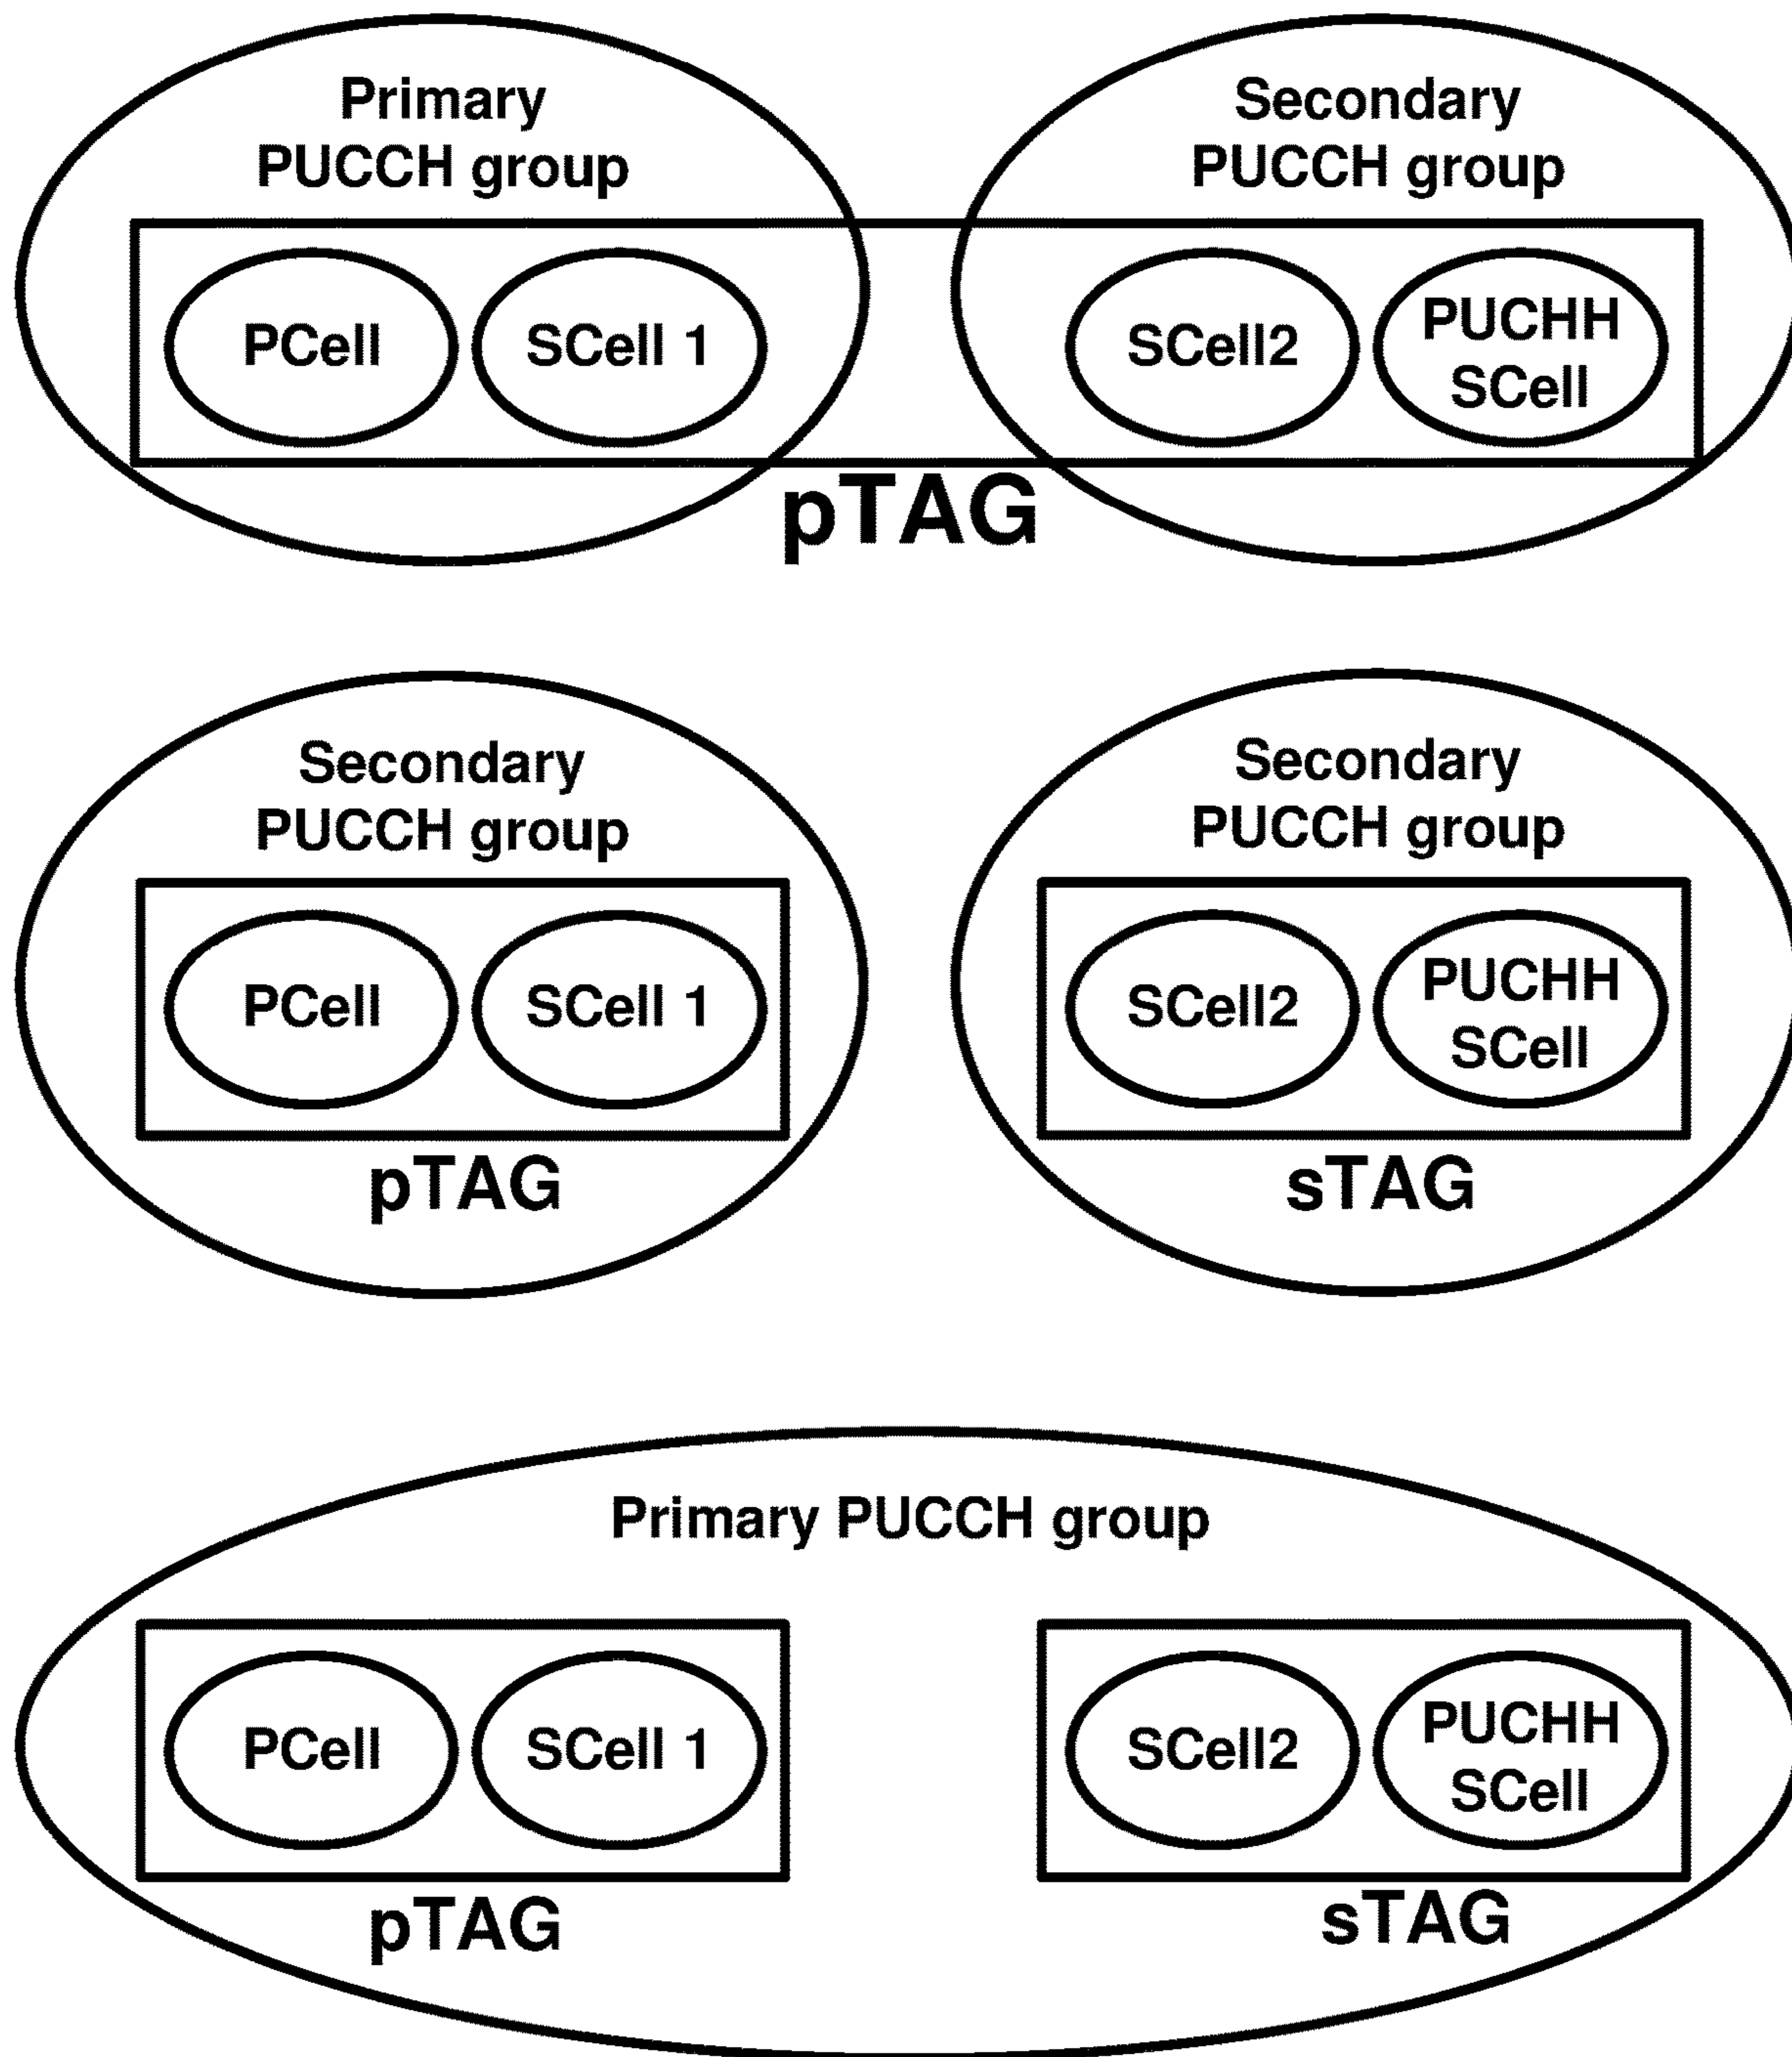 Primary
PUCCH group
Secondary
PUCCH group
PCell
SCell 1
SCell2
PUCHH
SCell
pTAG
Secondary
PUCCH group
Secondary
PUCCH group
PCell
SCell 1
SCell2
PUCHH
SCell
pTAG
sTAG
Primary PUCCH group
PCell
SCell 1
SCell2
PUCHH
SCell
pTAG
sTAG